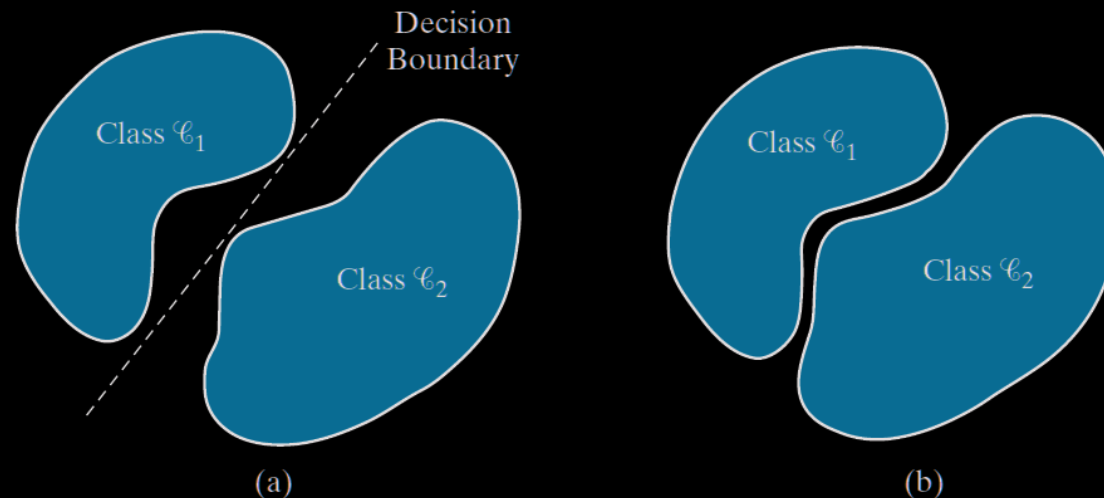 Decision
Boundary
Class 𝒞₁
Class 𝒞₂
(a)
Class 𝒞₁
Class 𝒞₂
(b)